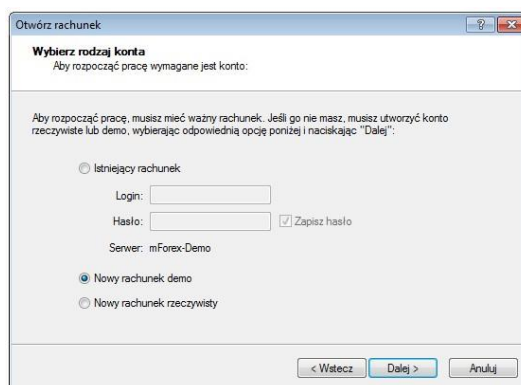 Otwórz rachunek
Wybierz rodzaj konta
Aby rozpocząć pracę wymagane jest konto:
Aby rozpocząć pracę, musisz mieć ważny rachunek. Jeśli go nie masz, musisz utworzyć konto
rzeczywiste lub demo, wybierając odpowiednią opcję poniżej i naciskając "Dalej":
Istniejący rachunek
Login:
Hasło: Zapisz hasło
Serwer: mForex-Demo
Nowy rachunek demo
Nowy rachunek rzeczywisty
< Wstecz Dalej > Anuluj